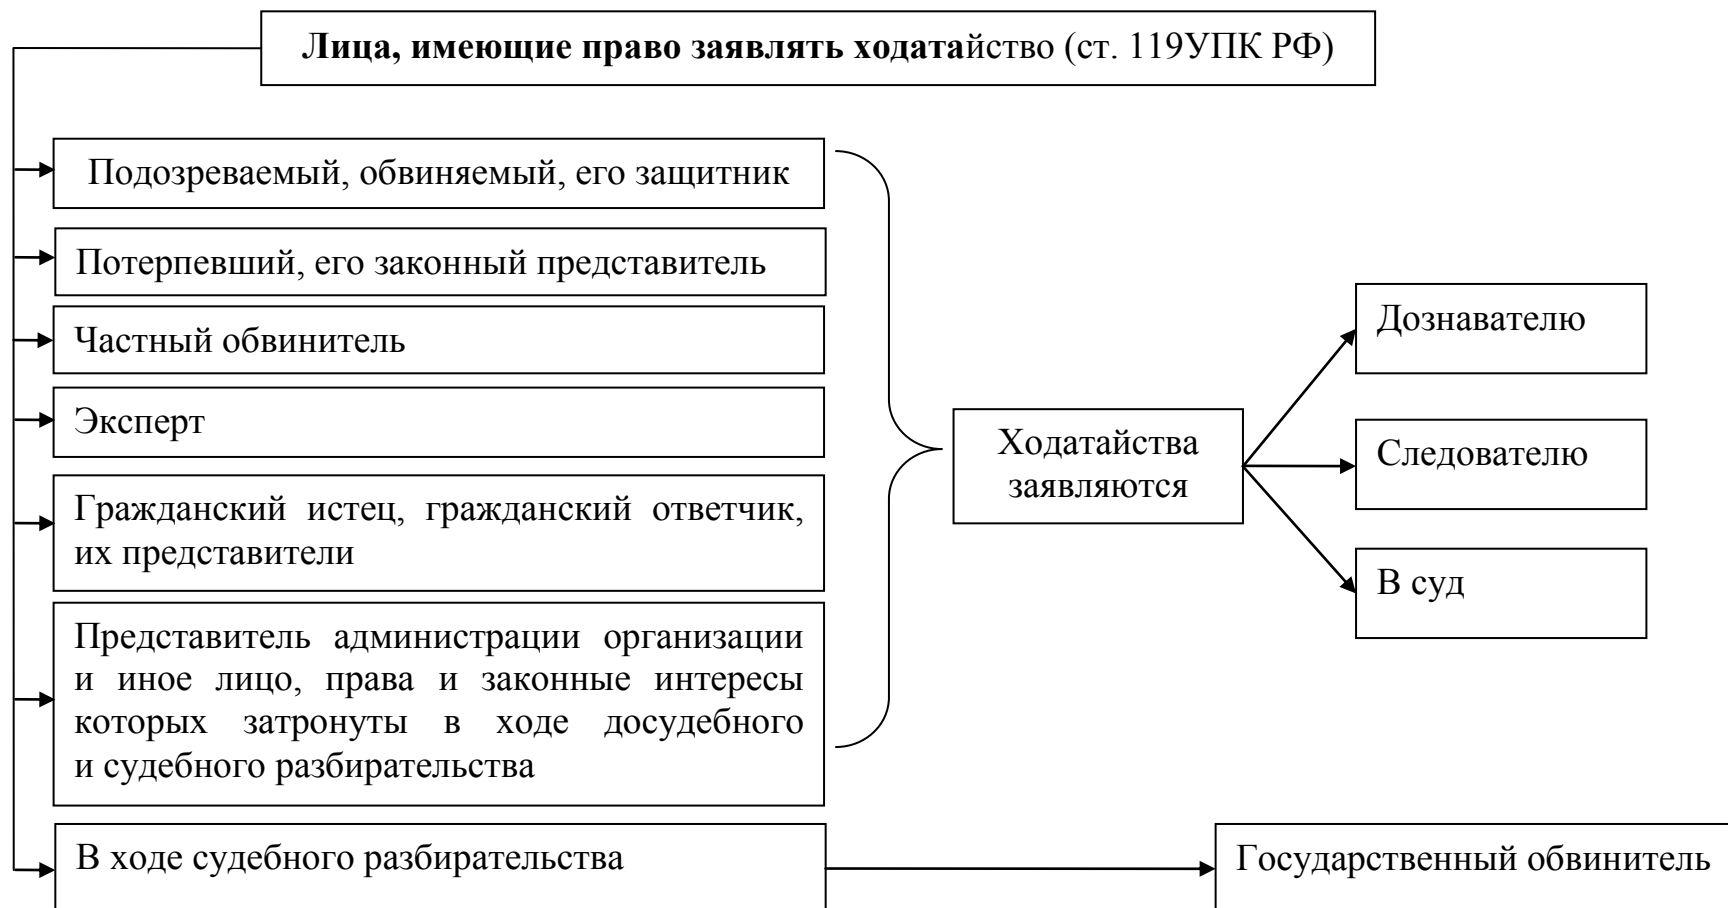 Лица, имеющие право заявлять ходатайство (ст. 119УПК РФ)
Подозреваемый, обвиняемый, его защитник
Потерпевший, его законный представитель
Частный обвинитель
Эксперт
Гражданский истец, гражданский ответчик,
их представители
Представитель администрации организации
и иное лицо, права и законные интересы
которых затронуты в ходе досудебного
и судебного разбирательства
В ходе судебного разбирательства
Ходатайства
заявляются
Дознавателю
Следователю
В суд
Государственный обвинитель